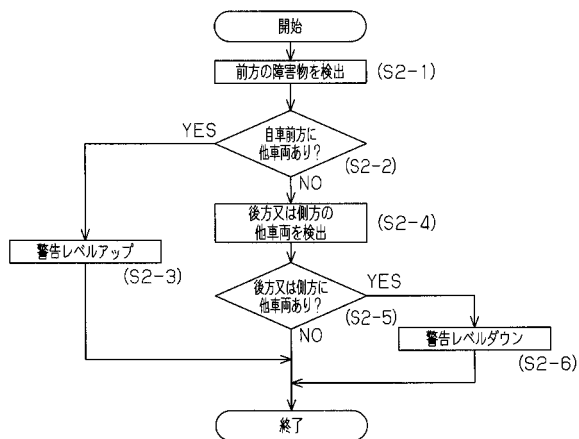 開始
前方の障害物を検出
(S2-1)
YES
自車前方に
他車両あり?
(S2-2)
NO
後方又は側方の
他車両を検出
(S2-4)
警告レベルアップ
(S2-3)
後方又は側方に
他車両あり?
YES
(S2-5)
NO
警告レベルダウン
(S2-6)
終了